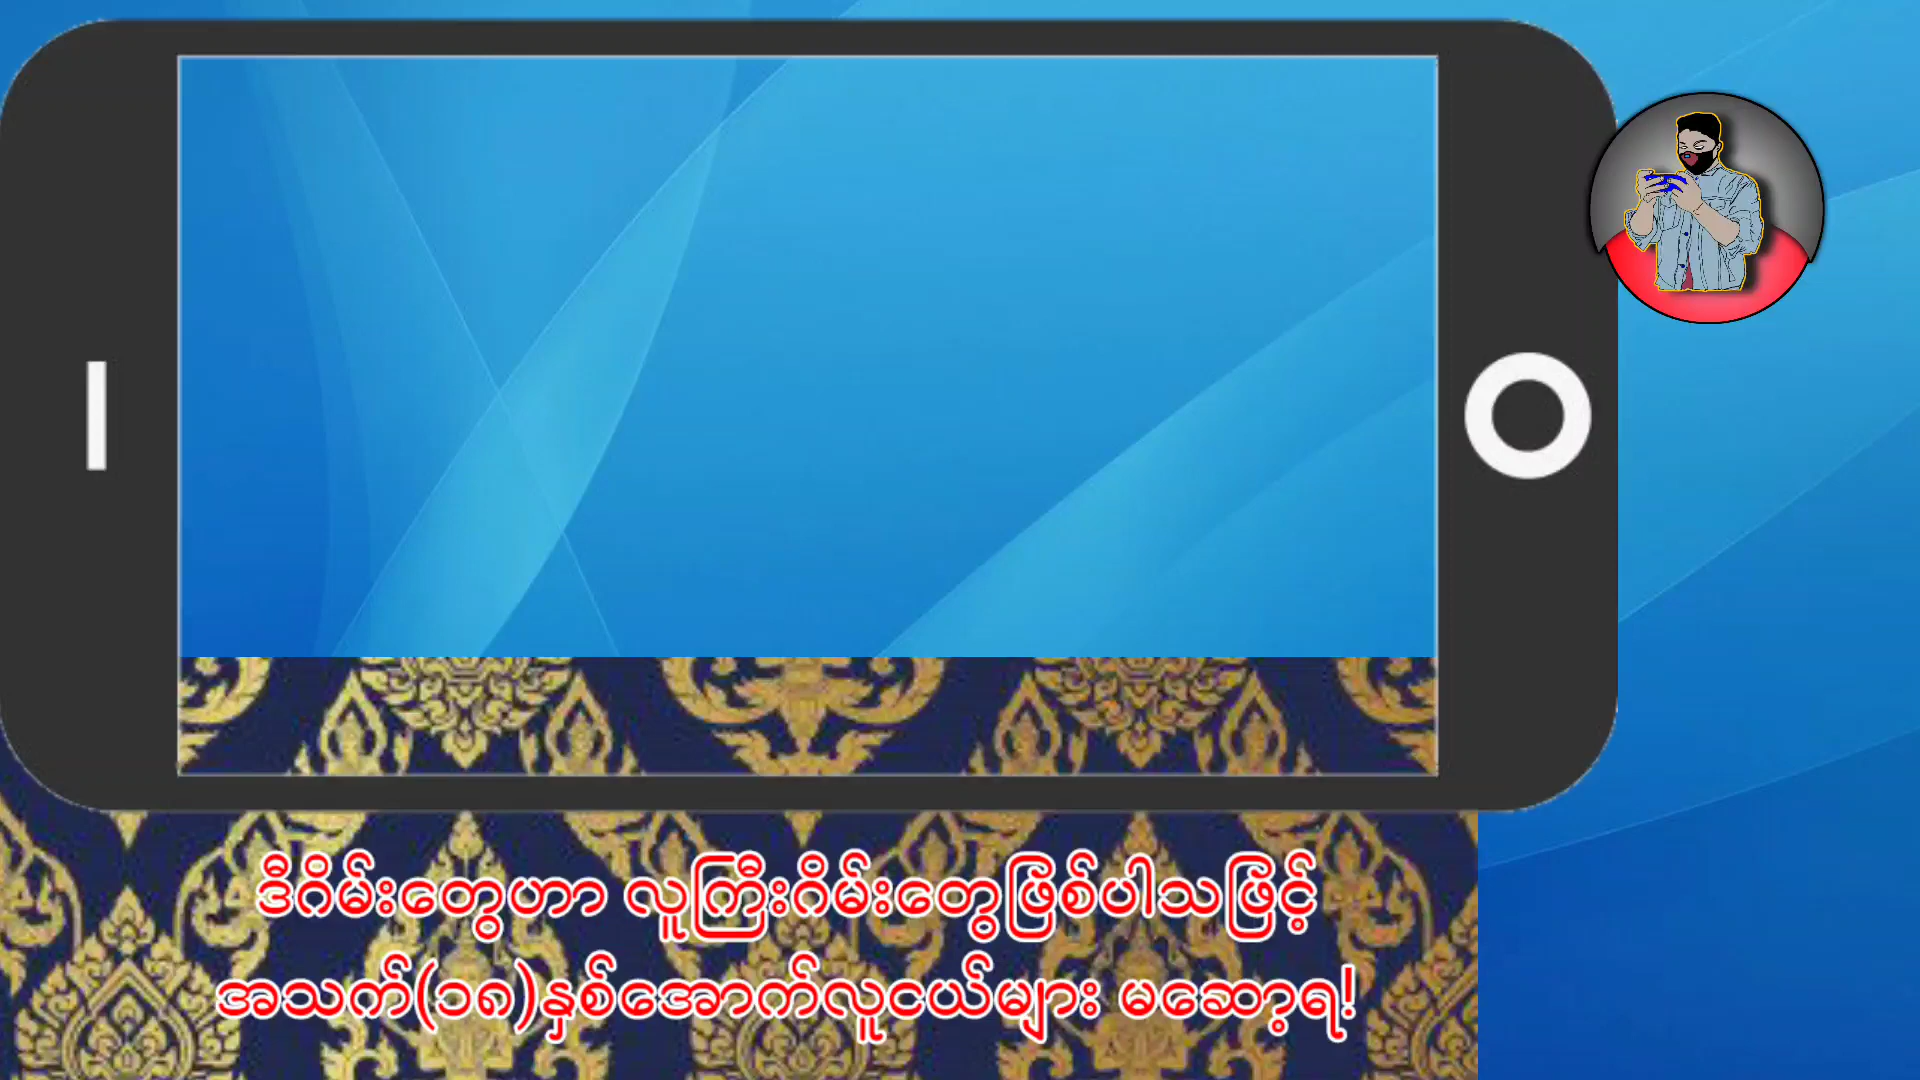 ဒီဂိမ်းတွေဟာ လူကြီးဂိမ်းတွေဖြစ်ပါသဖြင့်
အသက်(၁၈)နှစ်အောက်လူငယ်များ မဆော့ရ!